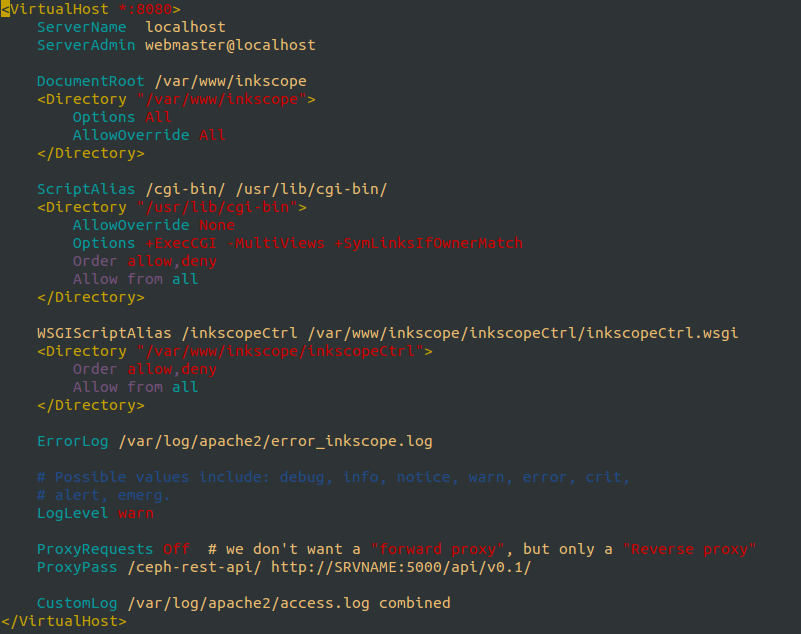 <VirtualHost *:8080>
    ServerName  localhost
    ServerAdmin webmaster@localhost

    DocumentRoot /var/www/inkscope
    <Directory "/var/www/inkscope">
        Options All
        AllowOverride All
    </Directory>

    ScriptAlias /cgi-bin/ /usr/lib/cgi-bin/
    <Directory "/usr/lib/cgi-bin">
        AllowOverride None
        Options +ExecCGI -MultiViews +SymLinksIfOwnerMatch
        Order allow,deny
        Allow from all
    </Directory>

    WSGIScriptAlias /inkscopeCtrl /var/www/inkscope/inkscopeCtrl/inkscopeCtrl.wsgi
    <Directory "/var/www/inkscope/inkscopeCtrl">
        Order allow,deny
        Allow from all
    </Directory>

    ErrorLog /var/log/apache2/error_inkscope.log

    # Possible values include: debug, info, notice, warn, error, crit,
    # alert, emerg.
    LogLevel warn

    ProxyRequests Off  # we don't want a "forward proxy", but only a "Reverse proxy"
    ProxyPass /ceph-rest-api/ http://SRVNAME:5000/api/v0.1/

    CustomLog /var/log/apache2/access.log combined
</VirtualHost>